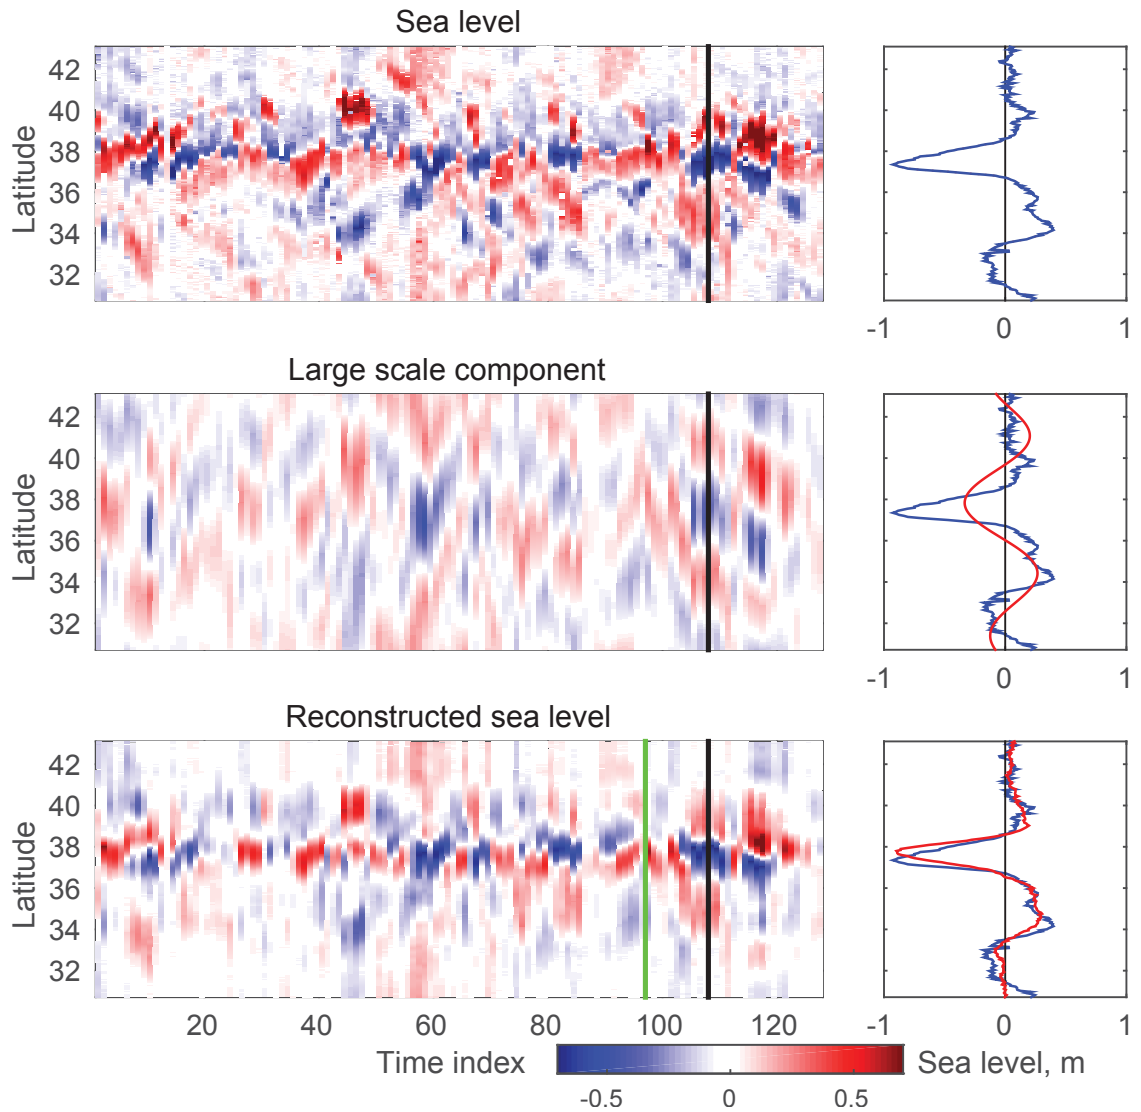 Sea level
Latitude
42
40
38
36
34
32
-1 0 1
Large scale component
Latitude
42
40
38
36
34
32
-1 0 1
Reconstructed sea level
Latitude
42
40
38
36
34
32
20 40 60 80 100 120
-1 0 1
Time index
Sea level, m
-0.5 0 0.5